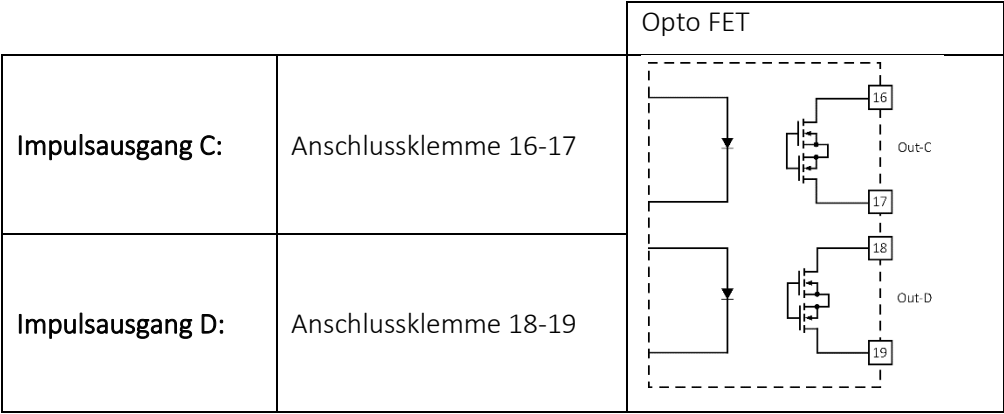 Opto FET
Impulsausgang C:
Anschlussklemme 16-17
16
Out-C
17
Impulsausgang D:
Anschlussklemme 18-19
18
Out-D
19